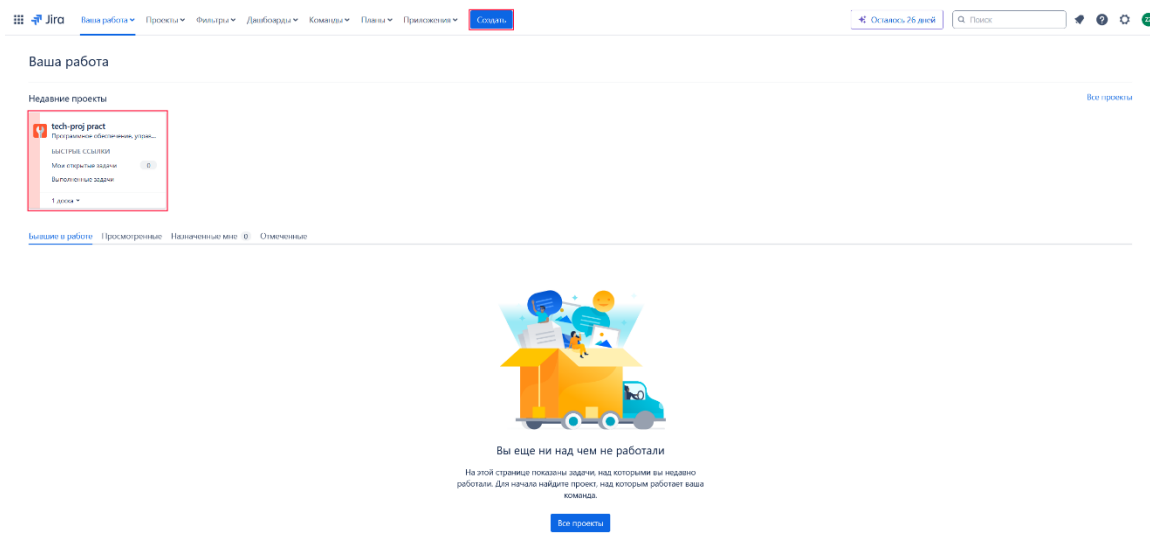 Jira Ваша работа Проекты Фильтры Дашборды Команды Планы Приложения Создать Осталось 26 дней Поиск
Ваша работа
Недавние проекты Все проекты
tech-proj pract
Программное обеспечение, управ...
БЫСТРЫЕ ССЫЛКИ
Мои открытые задачи 0
Выполненные задачи
1 доска
Бывшие в работе Просмотренные Назначенные мне 0 Отмеченные
Вы еще ни над чем не работали
На этой странице показаны задачи, над которыми вы недавно
работали. Для начала найдите проект, над которым работает ваша
команда.
Все проекты